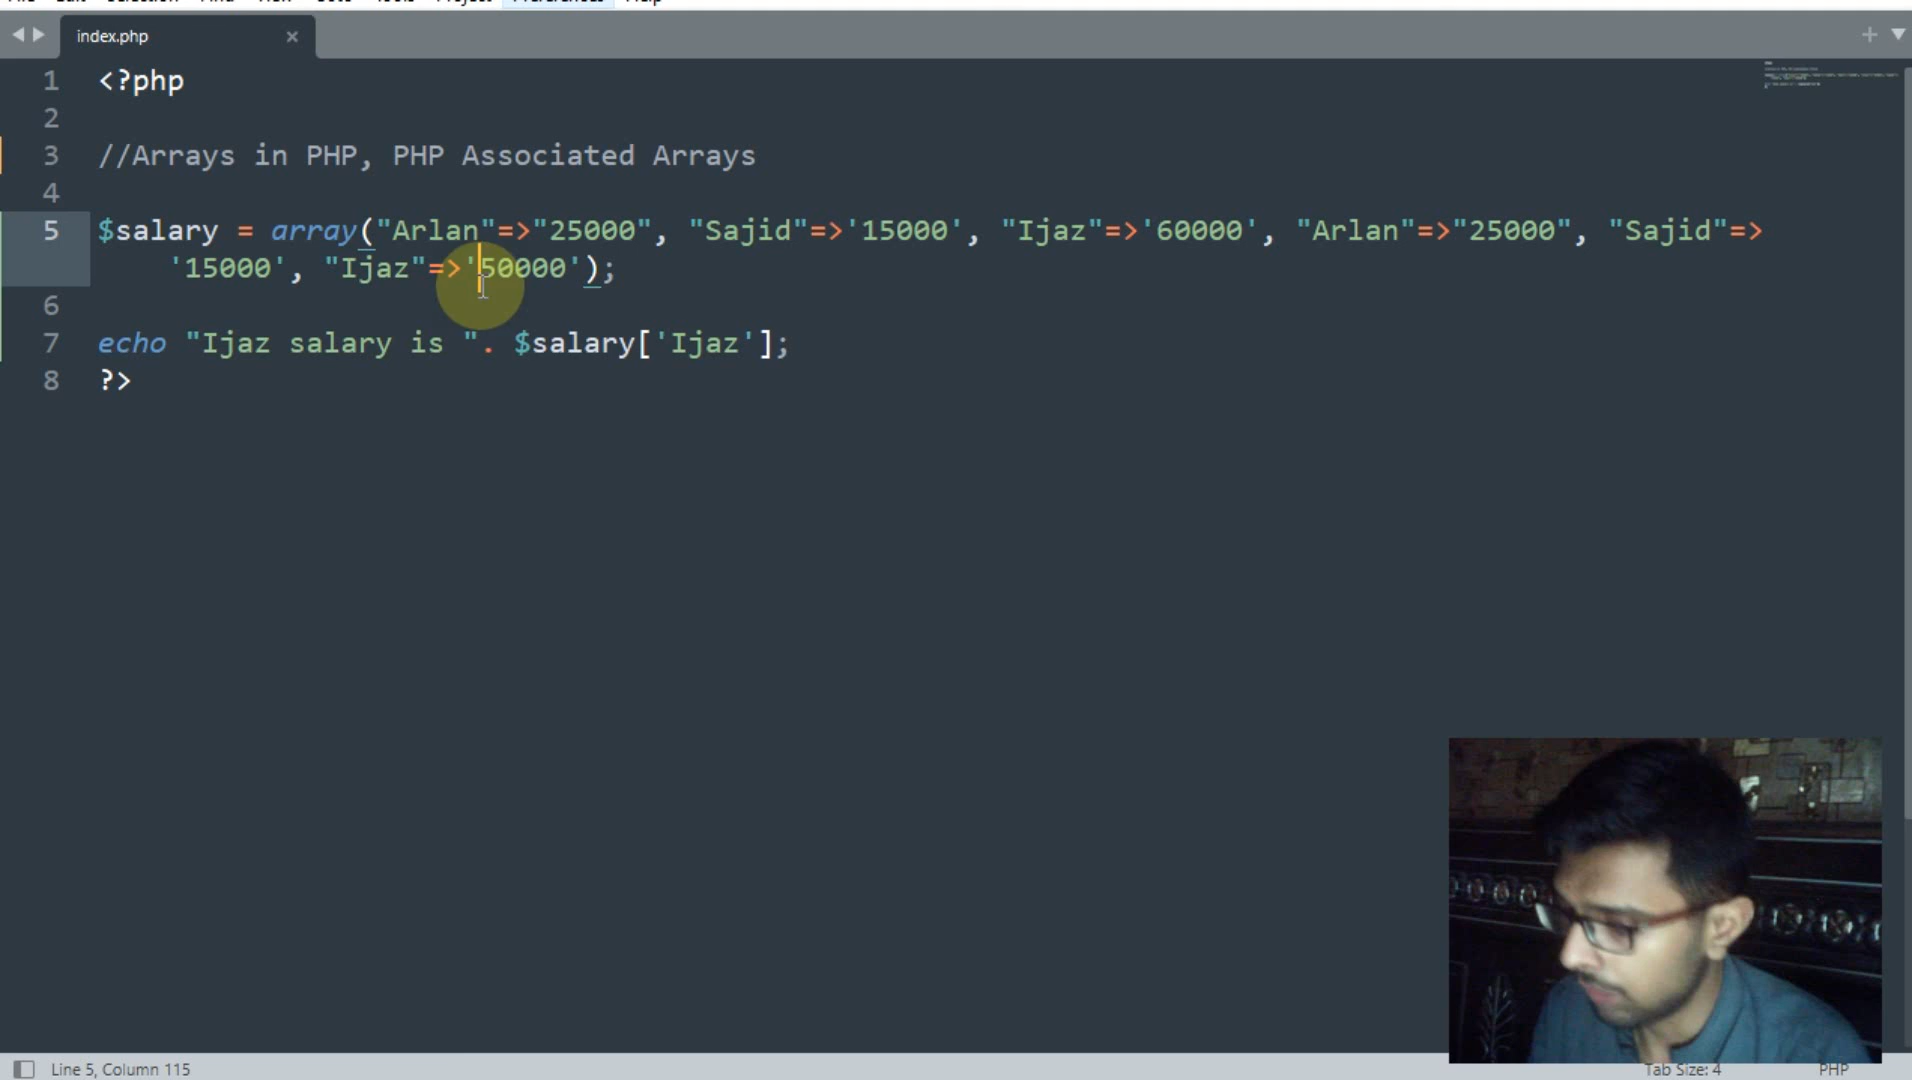 index.php
1 <?php
2
3 //Arrays in PHP, PHP Associated Arrays
4
5 $salary = array("Arlan"=>"25000", "Sajid"=>'15000', "Ijaz"=>'60000', "Arlan"=>"25000", "Sajid"=>
'15000', "Ijaz"=>'50000');
6
7 echo "Ijaz salary is ". $salary['Ijaz'];
8 ?>
Line 5, Column 115
Tab Size: 4
PHP